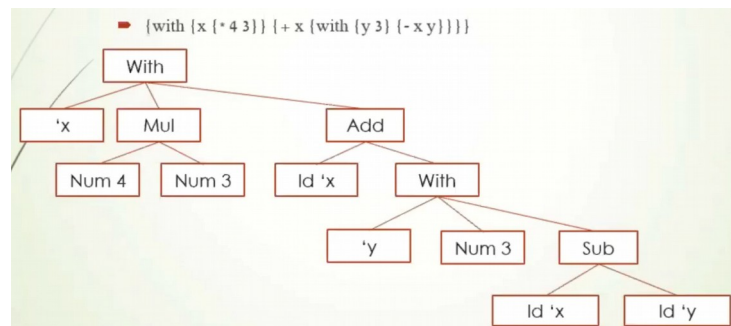 {with {x {* 4 3}} {+ x {with {y 3} {- x y}}}}
With
‘x Mul Add
Num 4 Num 3 Id ‘x With
‘y Num 3 Sub
Id ‘x Id ‘y